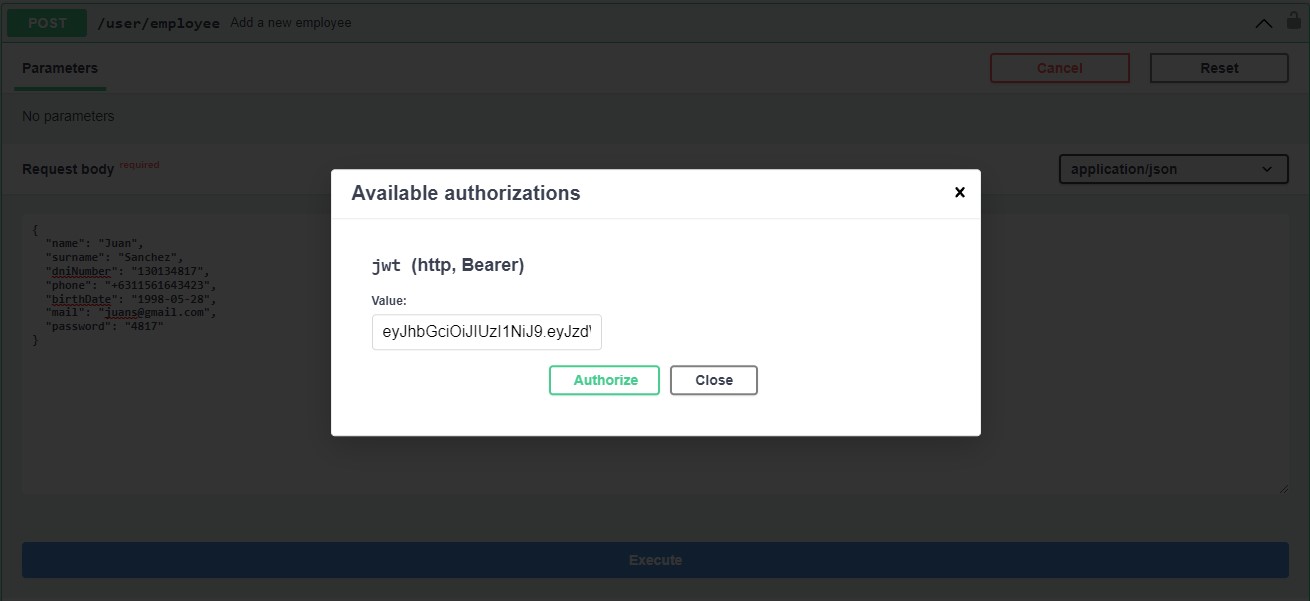 POST /user/employee Add a new employee
Parameters
Cancel
Reset
No parameters
Request body required
application/json
{
"name": "Juan",
"surname": "Sanchez",
"dniNumber": "130134817",
"phone": "+6311561643423",
"birthDate": "1998-05-28",
"mail": "juans@gmail.com",
"password": "4817"
}
Available authorizations
×
jwt (http, Bearer)
Value:
eyJhbGciOiJIUzI1NiJ9.eyJzdW
Authorize
Close
Execute